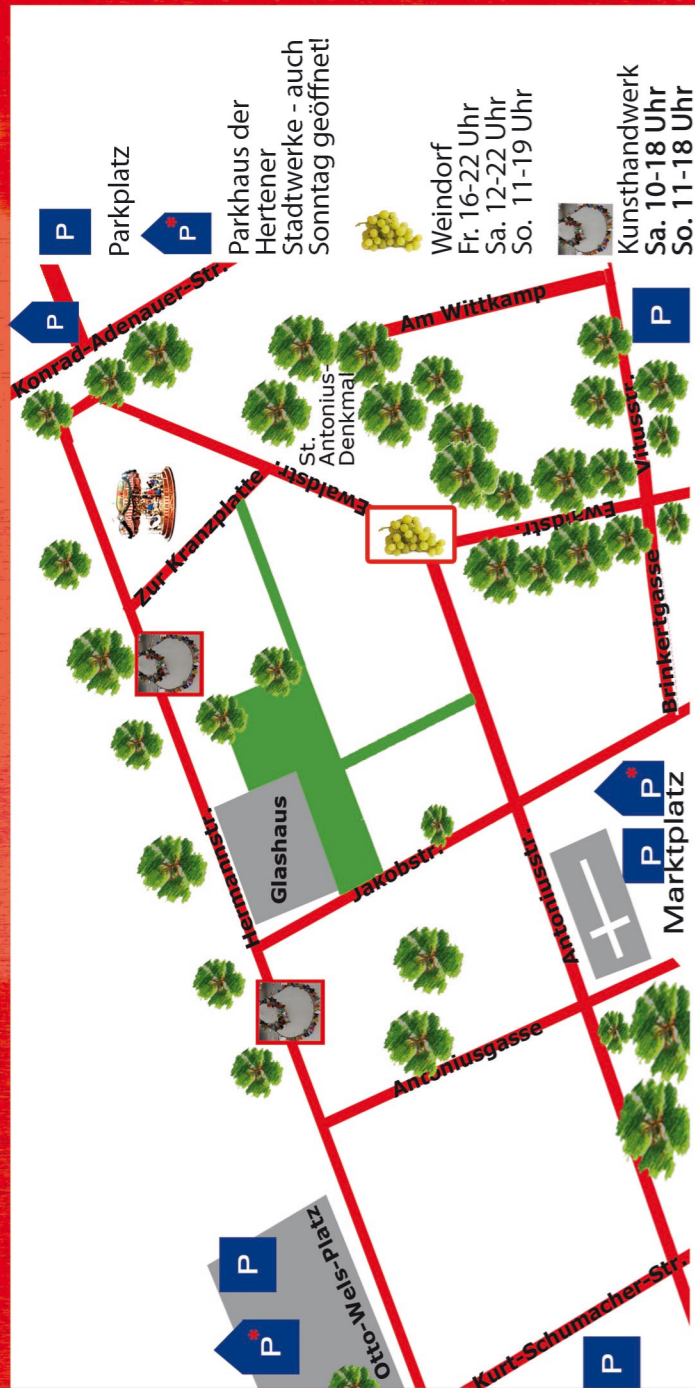 P
Parkplatz
P*
Parkhaus der
Hertener
Stadtwerke - auch
Sonntag geöffnet!
Weindorf
Fr. 16-22 Uhr
Sa. 12-22 Uhr
So. 11-19 Uhr
Kunsthandwerk
Sa. 10-18 Uhr
So. 11-18 Uhr
P
Konrad-Adenauer-Str.
Am Wittkamp
P
St.
Antonius-
Denkmal
Ewaldstr.
Zur Kranzplatte
Ewaldstr.
Vitusstr.
Brinkertgasse
Hermannstr.
Glashaus
Jakobstr.
Antoniusstr.
P*
P
Marktplatz
Antoniusgasse
Otto-Wels-Platz
P
P*
Kurt-Schumacher-Str.
P